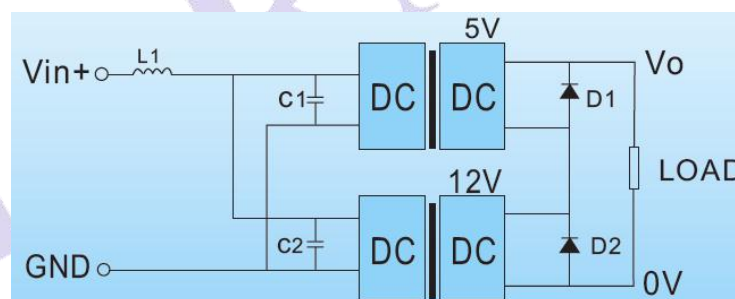 5V
Vin+ L1 Vo
C1 DC DC D1
LOAD
12V
C2 DC DC D2
GND 0V